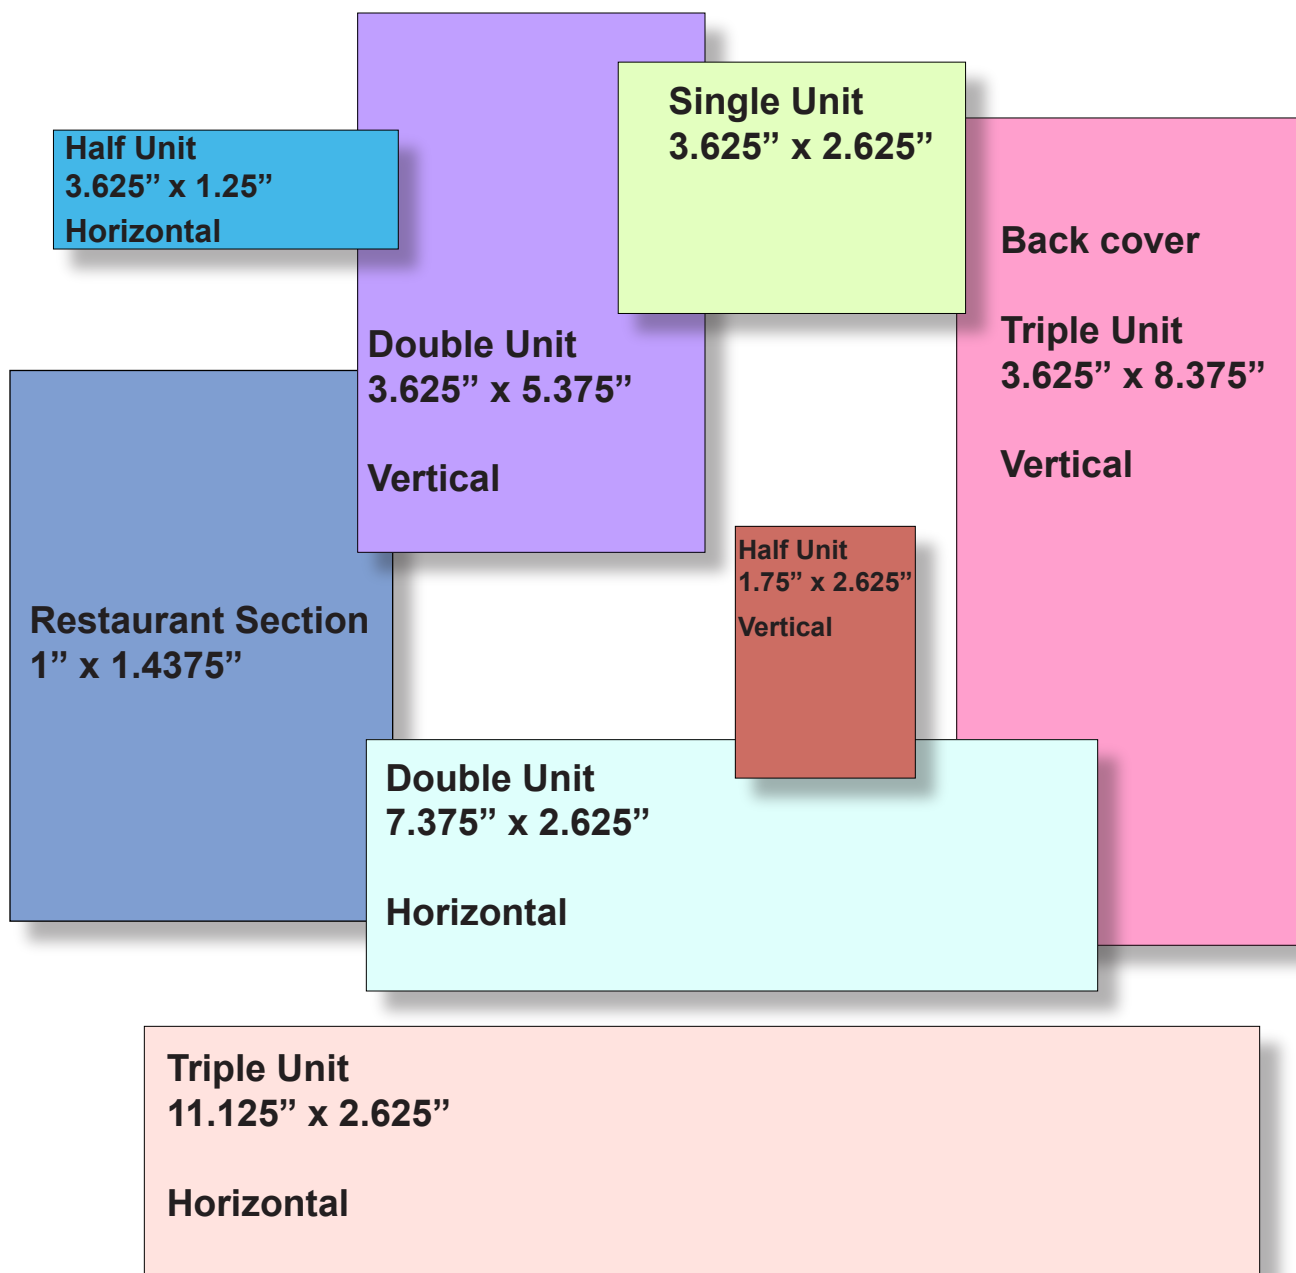 Single Unit
3.625” x 2.625”
Half Unit
3.625” x 1.25”
Horizontal
Back cover
Triple Unit
3.625” x 8.375”
Vertical
Double Unit
3.625” x 5.375”
Vertical
Half Unit
1.75” x 2.625”
Vertical
Restaurant Section
1” x 1.4375”
Double Unit
7.375” x 2.625”
Horizontal
Triple Unit
11.125” x 2.625”
Horizontal